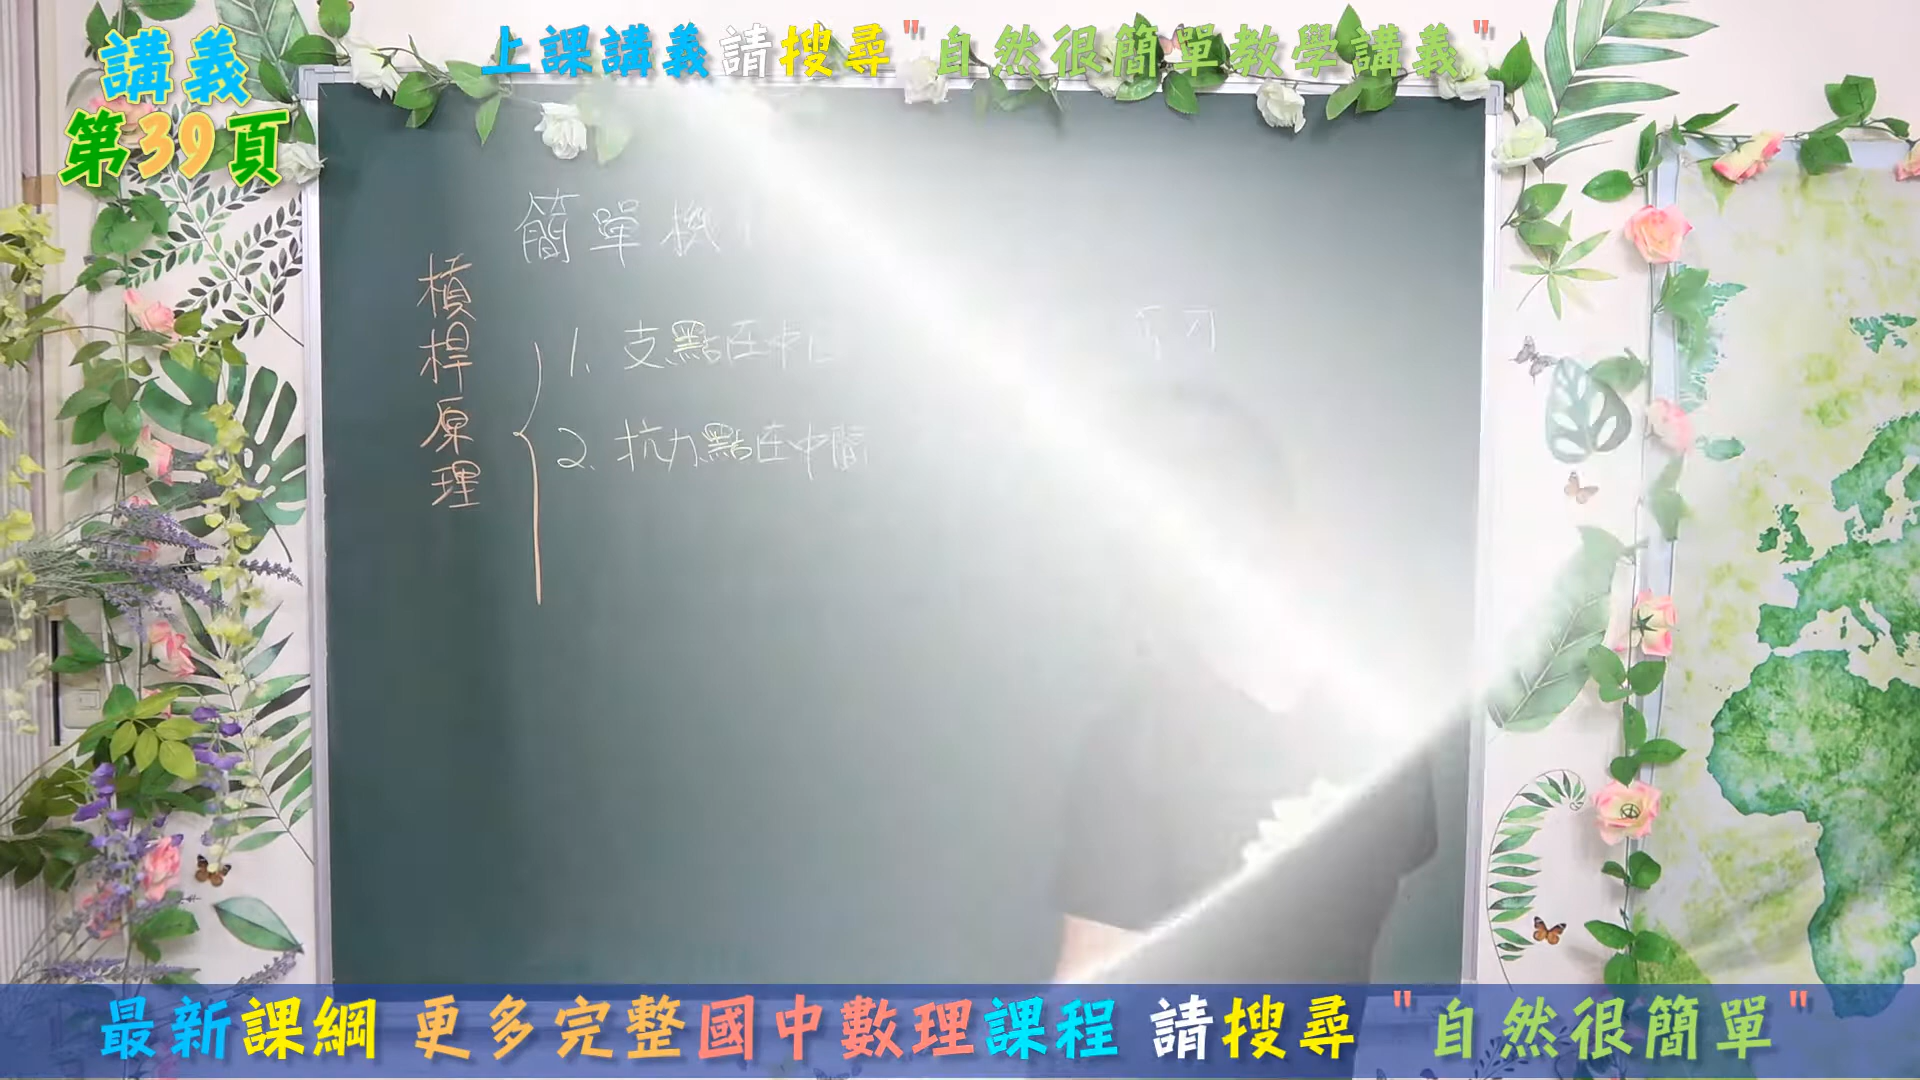 講義
第39頁
上課講義請搜尋"自然很簡單教學講義"
簡單機
槓桿原理
1. 支點在中
2. 抗力點在中間
最新課綱 更多完整國中數理課程 請搜尋 "自然很簡單"